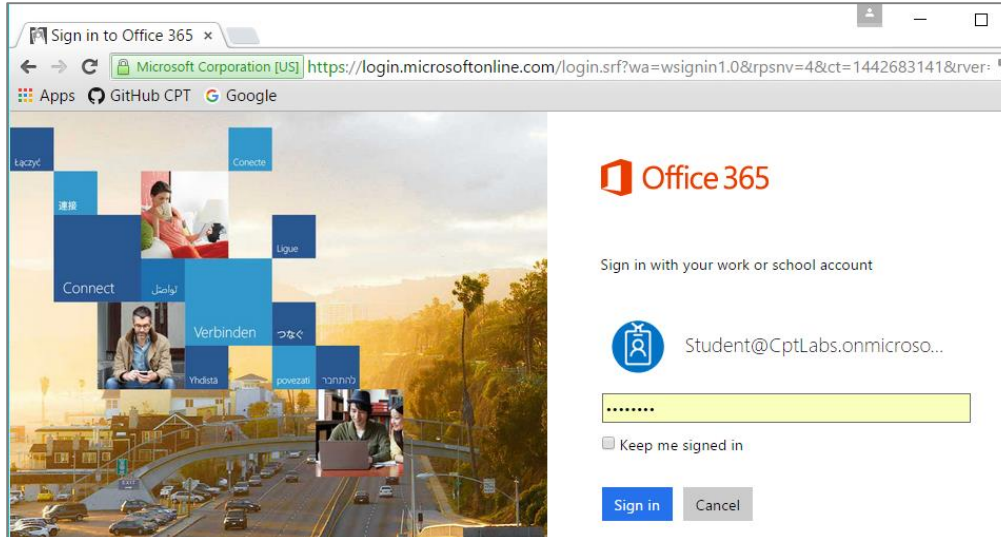 Sign in to Office 365 ×
Microsoft Corporation [US] https://login.microsoftonline.com/login.srf?wa=wsignin1.0&rpsnv=4&ct=1442683141&rver=
Apps GitHub CPT Google
Łączyć
Conecte
連接
Ligue
Connect
تواصل
Verbinden
つなぐ
Yhdistä
povezati
להתחבר
Office 365
Sign in with your work or school account
Student@CptLabs.onmicroso...
••••••••
Keep me signed in
Sign in Cancel